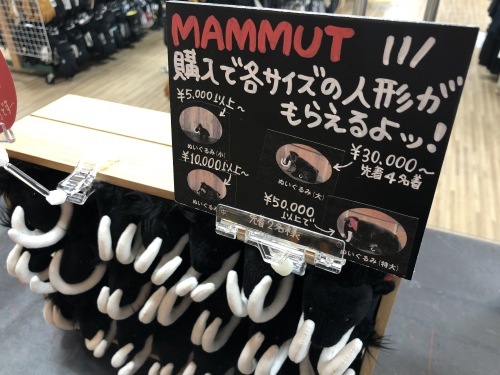 MAMMUT
購入で各サイズの人形が
もらえるよッ!
¥5,000以上~
ぬいぐるみ(小)
¥10,000以上~
ぬいぐるみ
¥30,000~
先着4名着
ぬいぐるみ(大)
¥50,000
以上で
先着2名様
ぬいぐるみ(特大)